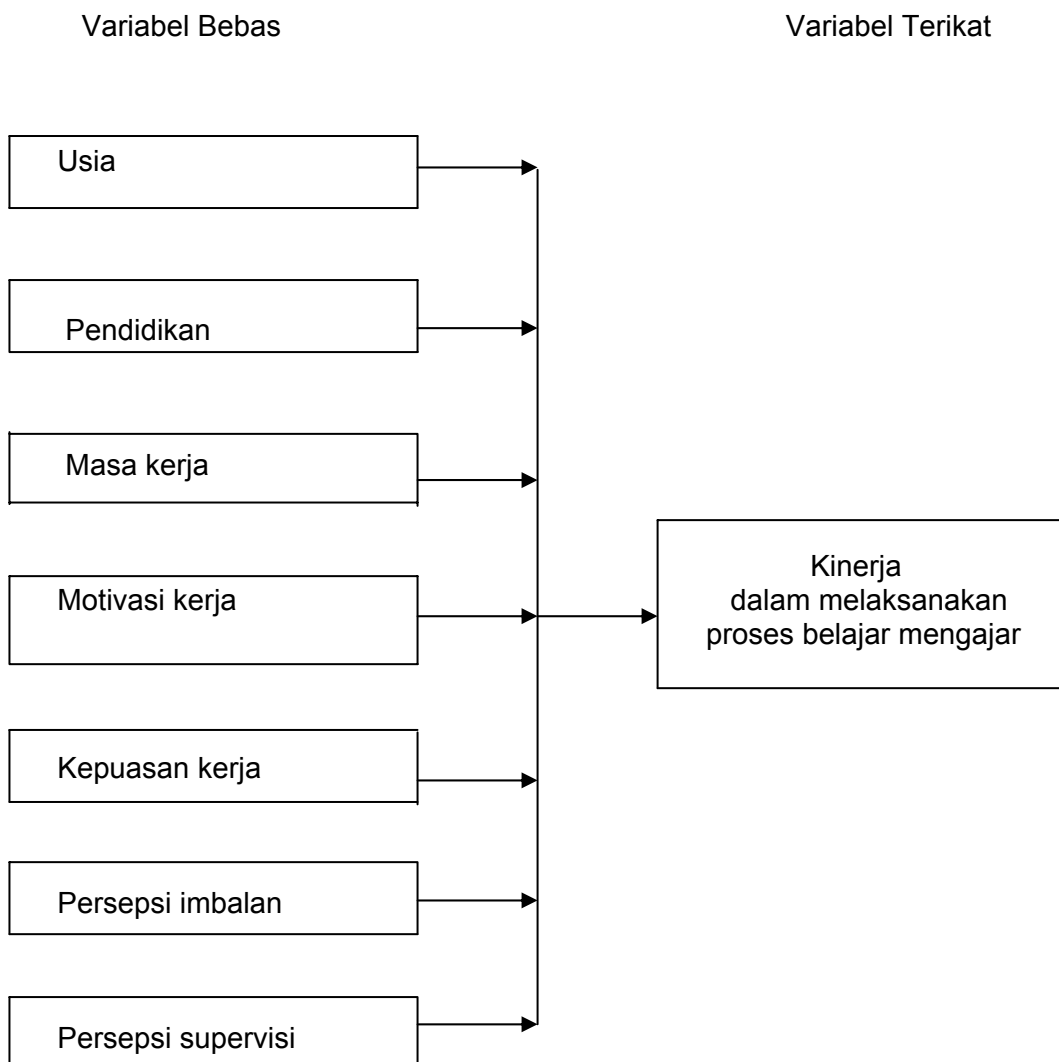 Variabel Bebas
Variabel Terikat
Usia
Pendidikan
Masa kerja
Motivasi kerja
Kepuasan kerja
Persepsi imbalan
Persepsi supervisi
Kinerja
dalam melaksanakan
proses belajar mengajar